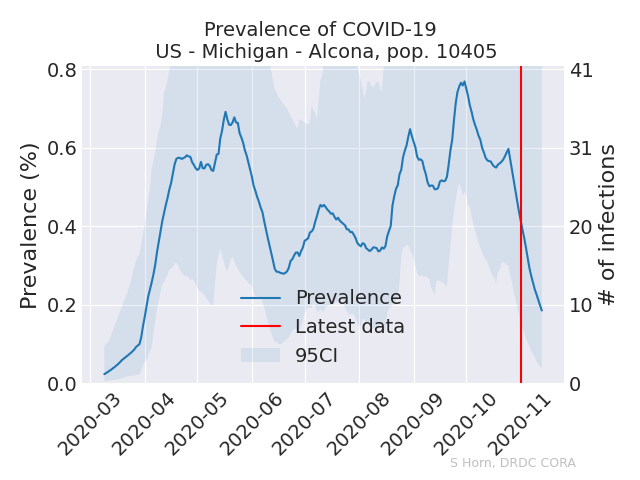 Prevalence of COVID-19
US - Michigan - Alcona, pop. 10405
Prevalence (%)
0.8
0.6
0.4
0.2
0.0
41
31
20
10
0
# of infections
Prevalence
Latest data
95CI
2020-03
2020-04
2020-05
2020-06
2020-07
2020-08
2020-09
2020-10
2020-11
S Horn, DRDC CORA